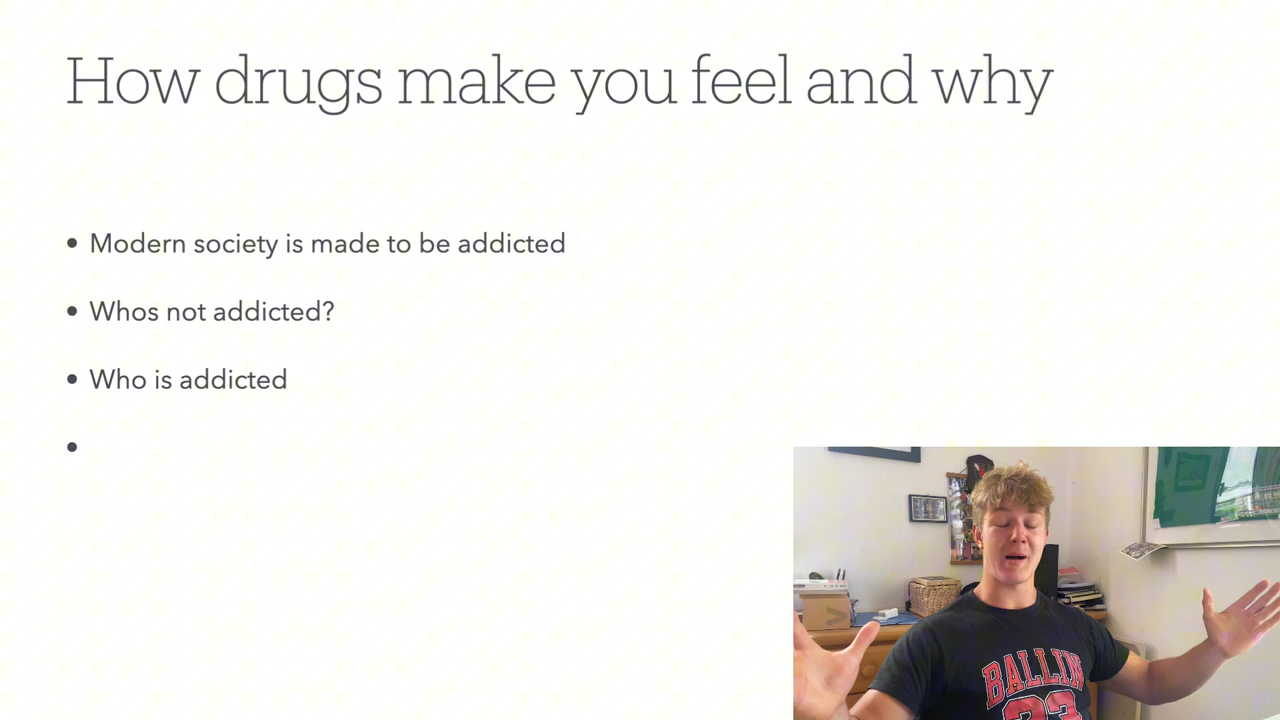 How drugs make you feel and why
• Modern society is made to be addicted
• Whos not addicted?
• Who is addicted
•
BALLIN
23